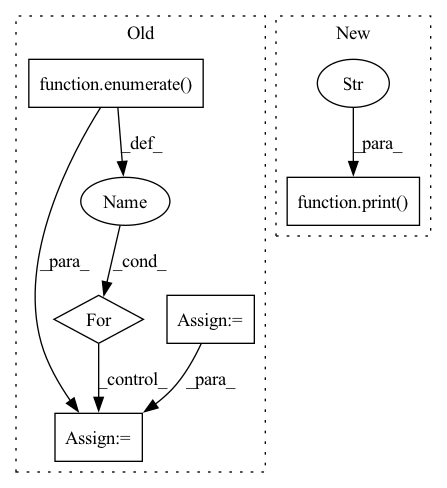 Old
New
function.enumerate()
Str
_def_
_para_
Name
function.print()
_para_
_cond_
For
Assign:=
_control_
_para_
Assign:=